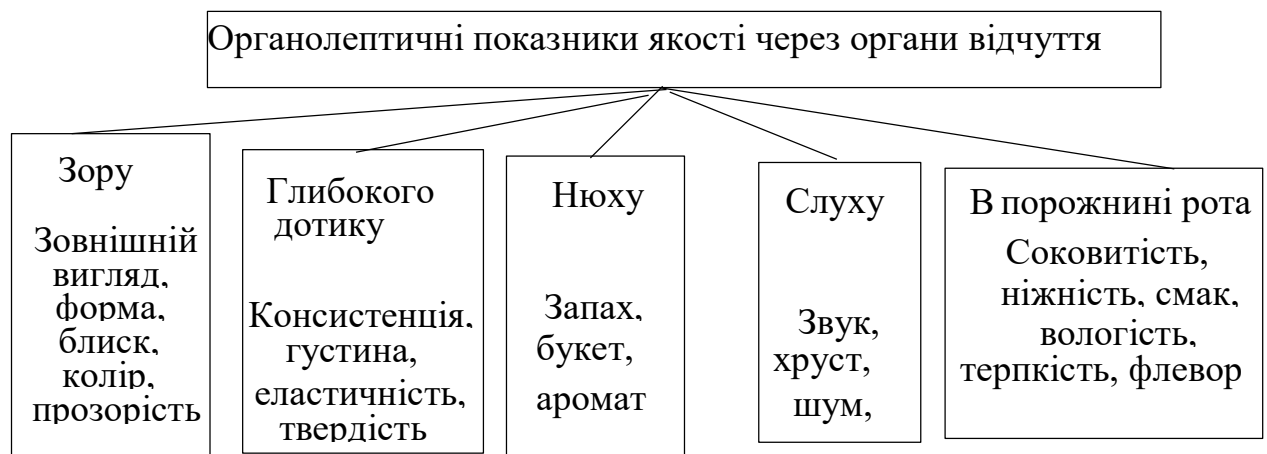 Органолептичні показники якості через органи відчуття
Зору
Зовнішній
вигляд,
форма,
блиск,
колір,
прозорість
Глибокого
дотику
Консистенція,
густина,
еластичність,
твердість
Нюху
Запах,
букет,
аромат
Слуху
Звук,
хруст,
шум,
В порожнині рота
Соковитість,
ніжність, смак,
вологість,
терпкість, флевор